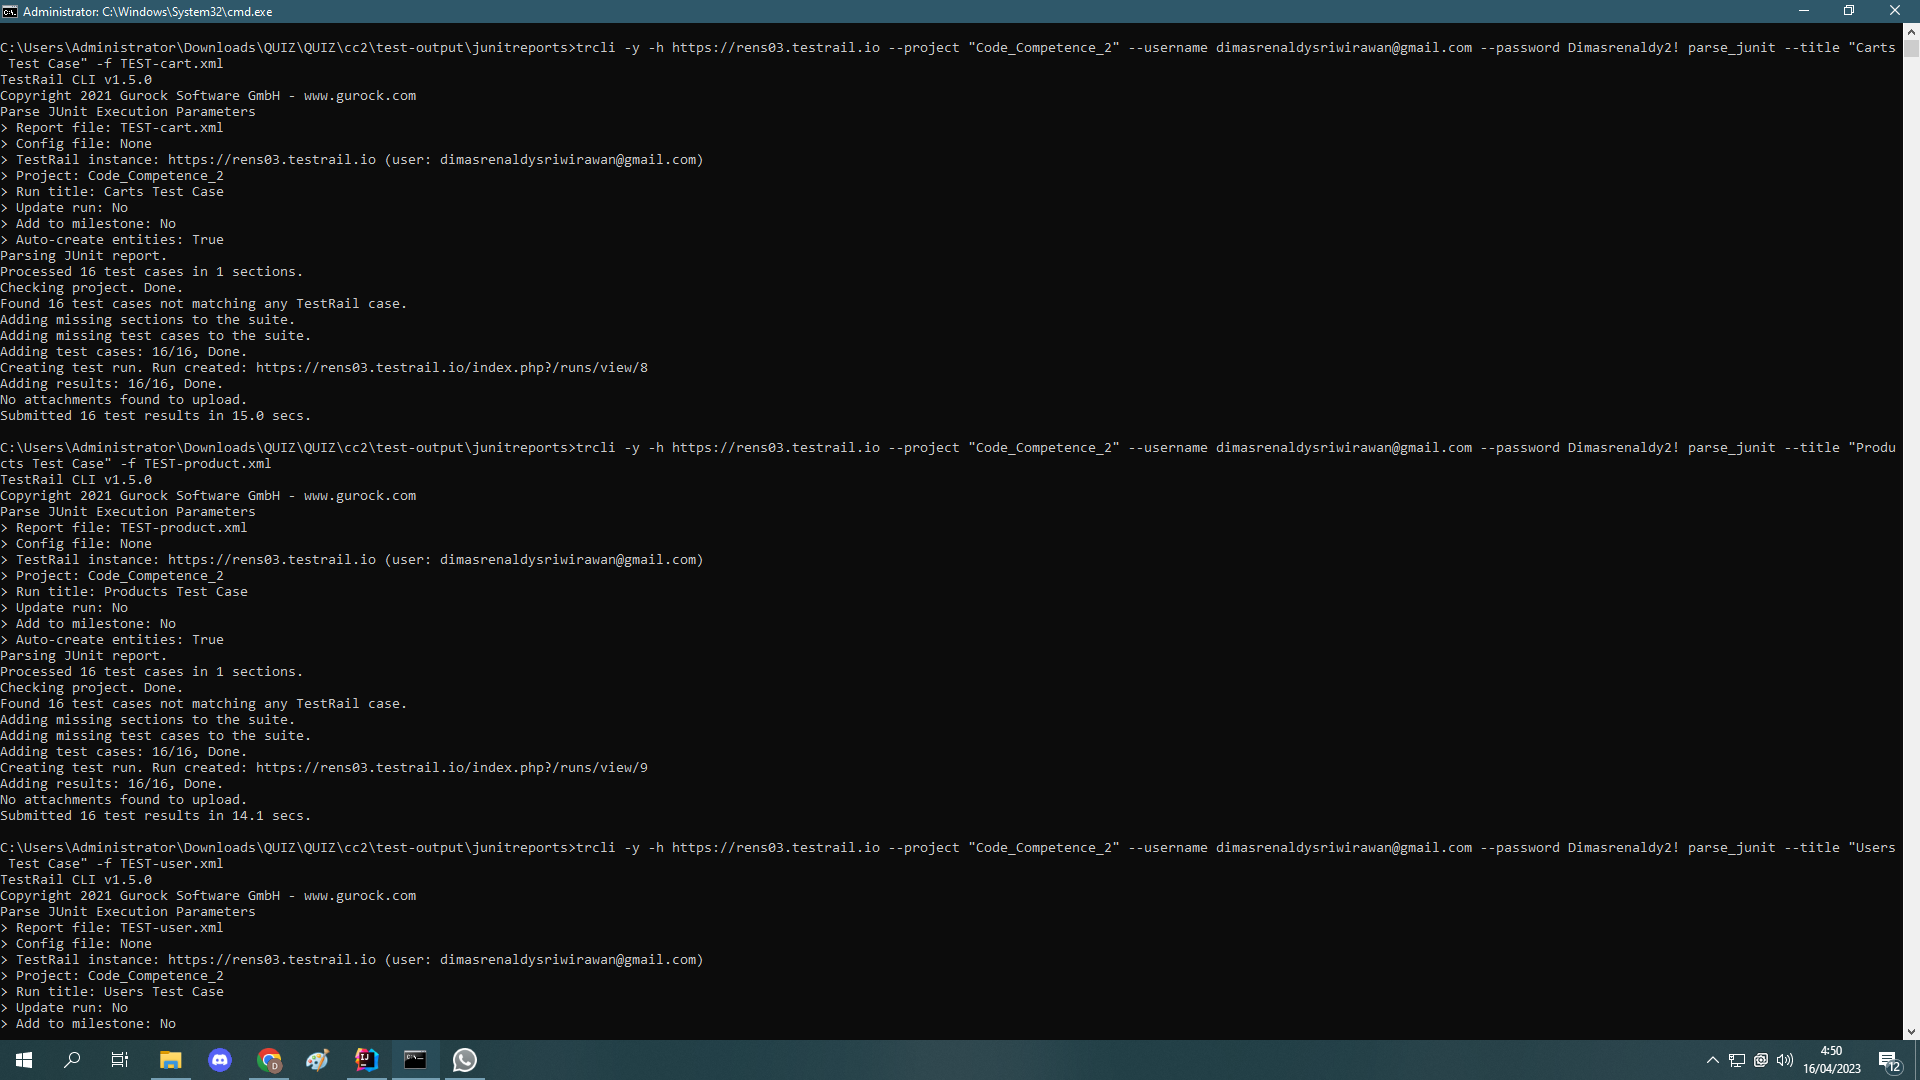 Administrator: C:\Windows\System32\cmd.exe
C:\Users\Administrator\Downloads\QUIZ\QUIZ\cc2\test-output\junitreports>trcli -y -h https://rens03.testrail.io --project "Code_Competence_2" --username dimasrenaldysriwirawan@gmail.com --password Dimasrenaldy2! parse_junit --title "Carts
Test Case" -f TEST-cart.xml
TestRail CLI v1.5.0
Copyright 2021 Gurock Software GmbH - www.gurock.com
Parse JUnit Execution Parameters
> Report file: TEST-cart.xml
> Config file: None
> TestRail instance: https://rens03.testrail.io (user: dimasrenaldysriwirawan@gmail.com)
> Project: Code_Competence_2
> Run title: Carts Test Case
> Update run: No
> Add to milestone: No
> Auto-create entities: True
Parsing JUnit report.
Processed 16 test cases in 1 sections.
Checking project. Done.
Found 16 test cases not matching any TestRail case.
Adding missing sections to the suite.
Adding missing test cases to the suite.
Adding test cases: 16/16, Done.
Creating test run. Run created: https://rens03.testrail.io/index.php?/runs/view/8
Adding results: 16/16, Done.
No attachments found to upload.
Submitted 16 test results in 15.0 secs.
C:\Users\Administrator\Downloads\QUIZ\QUIZ\cc2\test-output\junitreports>trcli -y -h https://rens03.testrail.io --project "Code_Competence_2" --username dimasrenaldysriwirawan@gmail.com --password Dimasrenaldy2! parse_junit --title "Produ
cts Test Case" -f TEST-product.xml
TestRail CLI v1.5.0
Copyright 2021 Gurock Software GmbH - www.gurock.com
Parse JUnit Execution Parameters
> Report file: TEST-product.xml
> Config file: None
> TestRail instance: https://rens03.testrail.io (user: dimasrenaldysriwirawan@gmail.com)
> Project: Code_Competence_2
> Run title: Products Test Case
> Update run: No
> Add to milestone: No
> Auto-create entities: True
Parsing JUnit report.
Processed 16 test cases in 1 sections.
Checking project. Done.
Found 16 test cases not matching any TestRail case.
Adding missing sections to the suite.
Adding missing test cases to the suite.
Adding test cases: 16/16, Done.
Creating test run. Run created: https://rens03.testrail.io/index.php?/runs/view/9
Adding results: 16/16, Done.
No attachments found to upload.
Submitted 16 test results in 14.1 secs.
C:\Users\Administrator\Downloads\QUIZ\QUIZ\cc2\test-output\junitreports>trcli -y -h https://rens03.testrail.io --project "Code_Competence_2" --username dimasrenaldysriwirawan@gmail.com --password Dimasrenaldy2! parse_junit --title "Users
Test Case" -f TEST-user.xml
TestRail CLI v1.5.0
Copyright 2021 Gurock Software GmbH - www.gurock.com
Parse JUnit Execution Parameters
> Report file: TEST-user.xml
> Config file: None
> TestRail instance: https://rens03.testrail.io (user: dimasrenaldysriwirawan@gmail.com)
> Project: Code_Competence_2
> Run title: Users Test Case
> Update run: No
> Add to milestone: No
4:50
16/04/2023
12